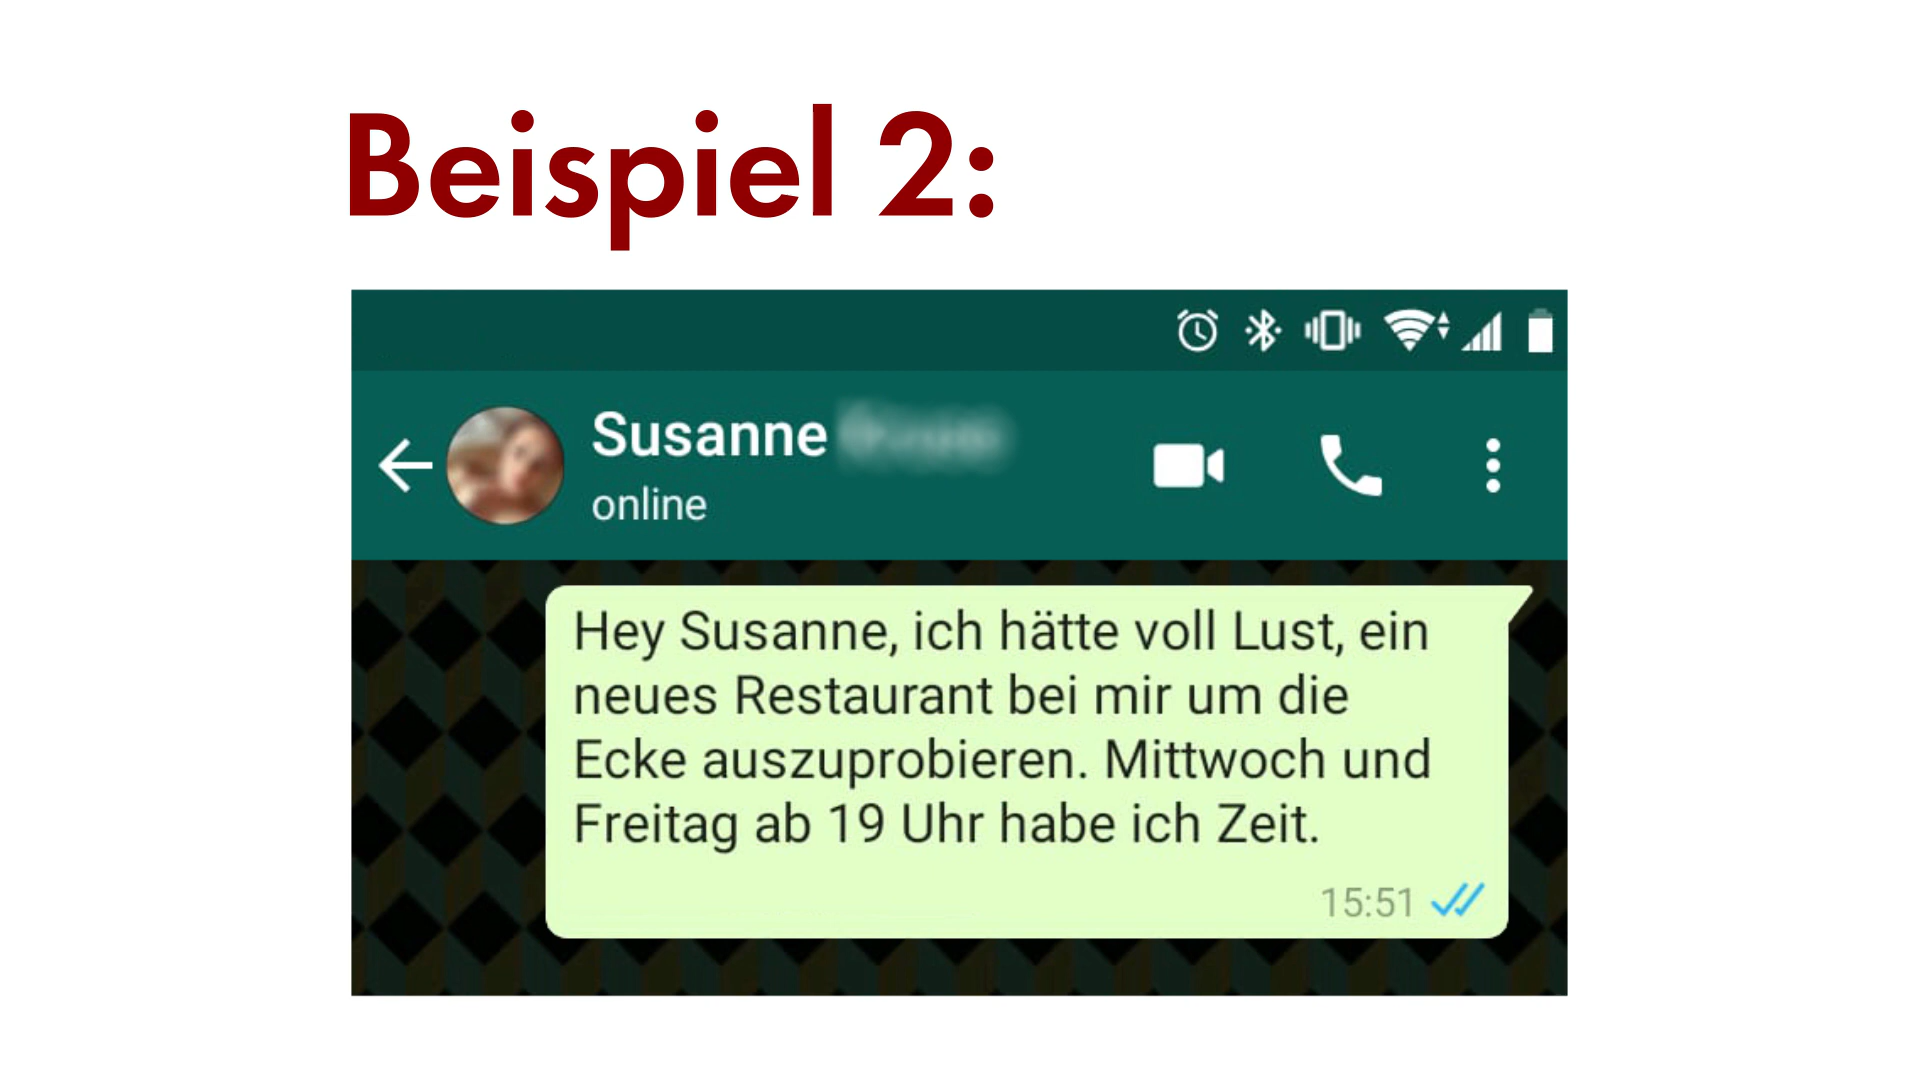 Beispiel 2:
Susanne
online
Hey Susanne, ich hätte voll Lust, ein
neues Restaurant bei mir um die
Ecke auszuprobieren. Mittwoch und
Freitag ab 19 Uhr habe ich Zeit.
15:51